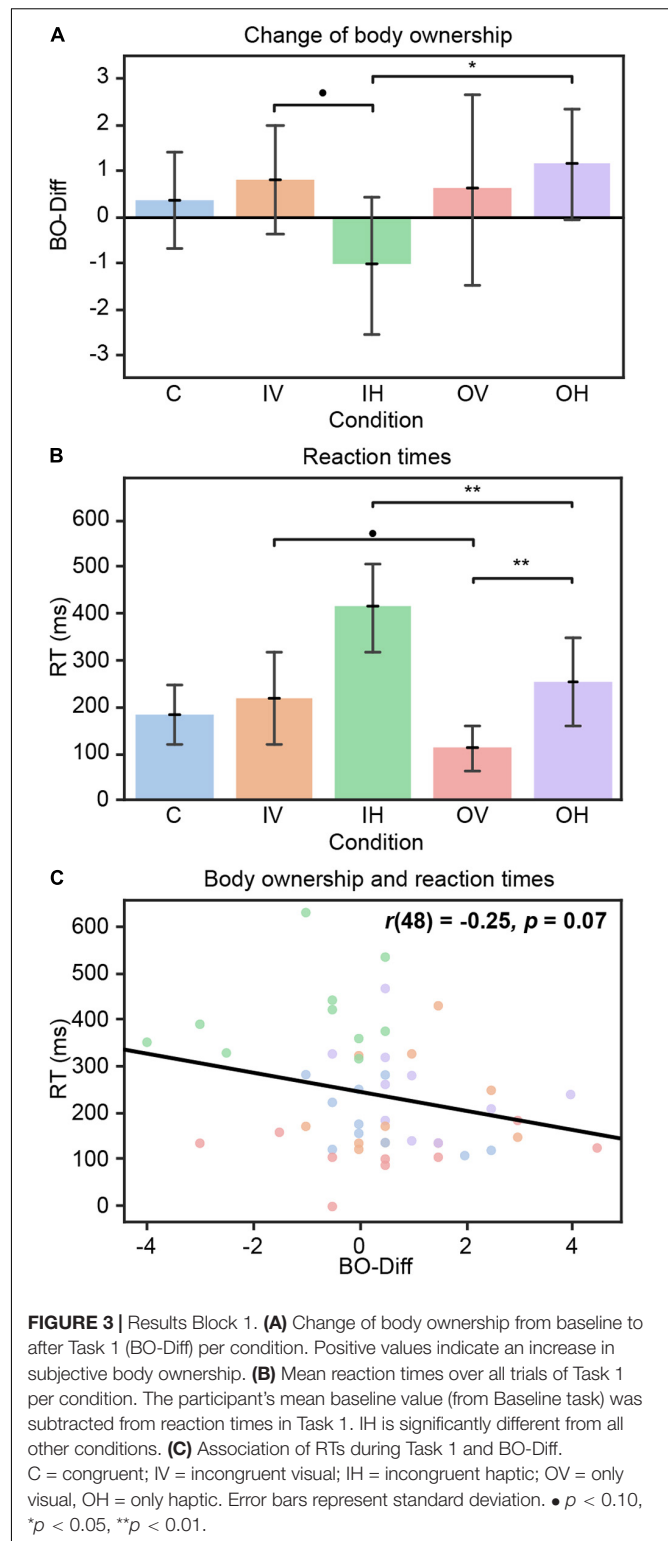 A
Change of body ownership
3
2
1
0
-1
-2
-3
BO-Diff
•
*
C IV IH OV OH
Condition
B
Reaction times
600
500
400
300
200
100
0
RT (ms)
**
•
**
C IV IH OV OH
Condition
C
Body ownership and reaction times
r(48) = -0.25, p = 0.07
600
500
400
300
200
100
0
RT (ms)
-4 -2 0 2 4
BO-Diff
FIGURE 3 | Results Block 1. (A) Change of body ownership from baseline to
after Task 1 (BO-Diff) per condition. Positive values indicate an increase in
subjective body ownership. (B) Mean reaction times over all trials of Task 1
per condition. The participant's mean baseline value (from Baseline task) was
subtracted from reaction times in Task 1. IH is significantly different from all
other conditions. (C) Association of RTs during Task 1 and BO-Diff.
C = congruent; IV = incongruent visual; IH = incongruent haptic; OV = only
visual, OH = only haptic. Error bars represent standard deviation. • p < 0.10,
*p < 0.05, **p < 0.01.